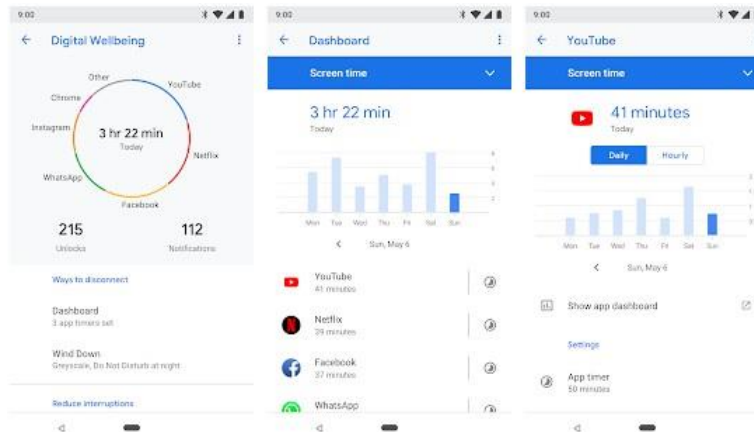 9:00
Digital Wellbeing
Other
YouTube
Chrome
Instagram
3 hr 22 min
Today
Netflix
WhatsApp
Facebook
215
112
Unlocks
Notifications
Ways to disconnect
Dashboard
3 app timers set
Wind Down
Greyscale, Do Not Disturb at night
Reduce interruptions
9:00
Dashboard
Screen time
3 hr 22 min
Today
Mon Tue Wed Thu Fri Sat Sun
Sun, May 6
YouTube
41 minutes
Netflix
39 minutes
Facebook
37 minutes
WhatsApp
9:00
YouTube
Screen time
41 minutes
Today
Daily Hourly
Mon Tue Wed Thu Fri Sat Sun
Sun, May 6
Show app dashboard
Settings
App timer
50 minutes